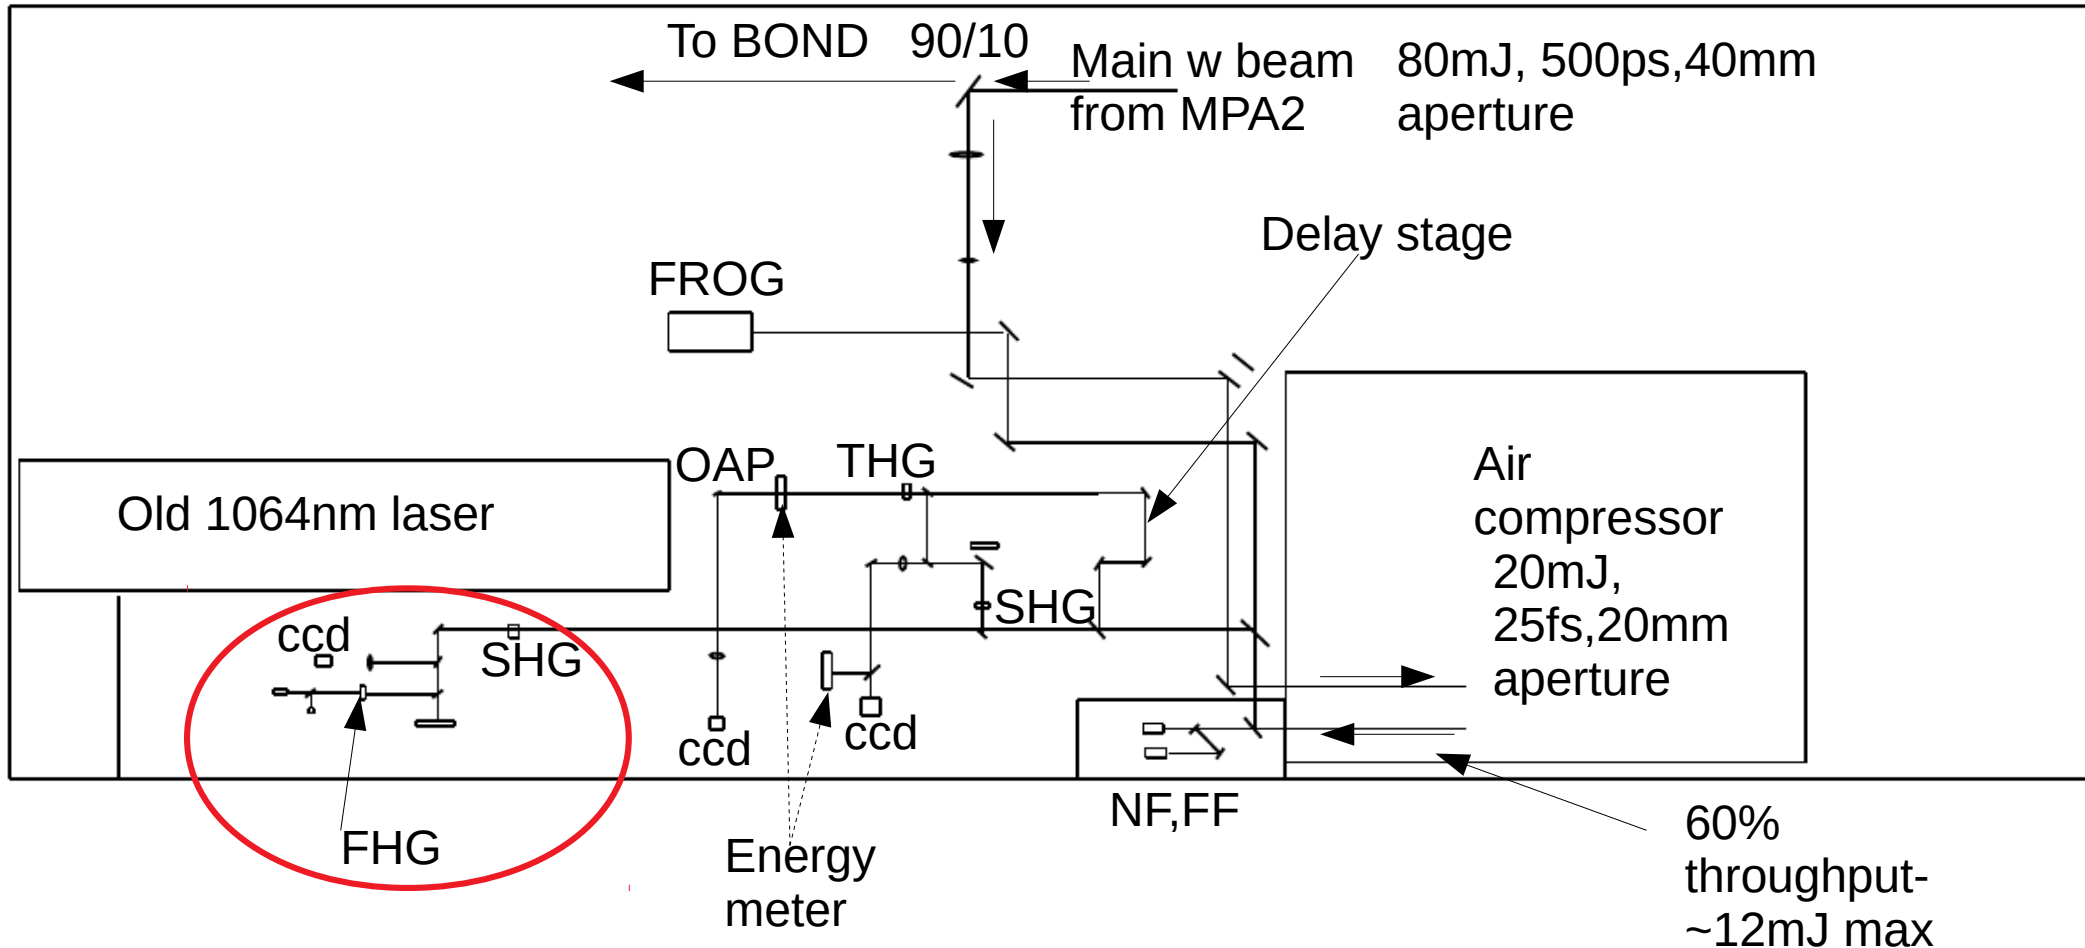 To BOND 90/10
Main w beam
from MPA2
80mJ, 500ps,40mm
aperture
Delay stage
FROG
OAP
THG
Old 1064nm laser
Air
compressor
20mJ,
25fs,20mm
aperture
SHG
ccd
SHG
ccd
ccd
FHG
NF,FF
Energy
meter
60%
throughput-
~12mJ max